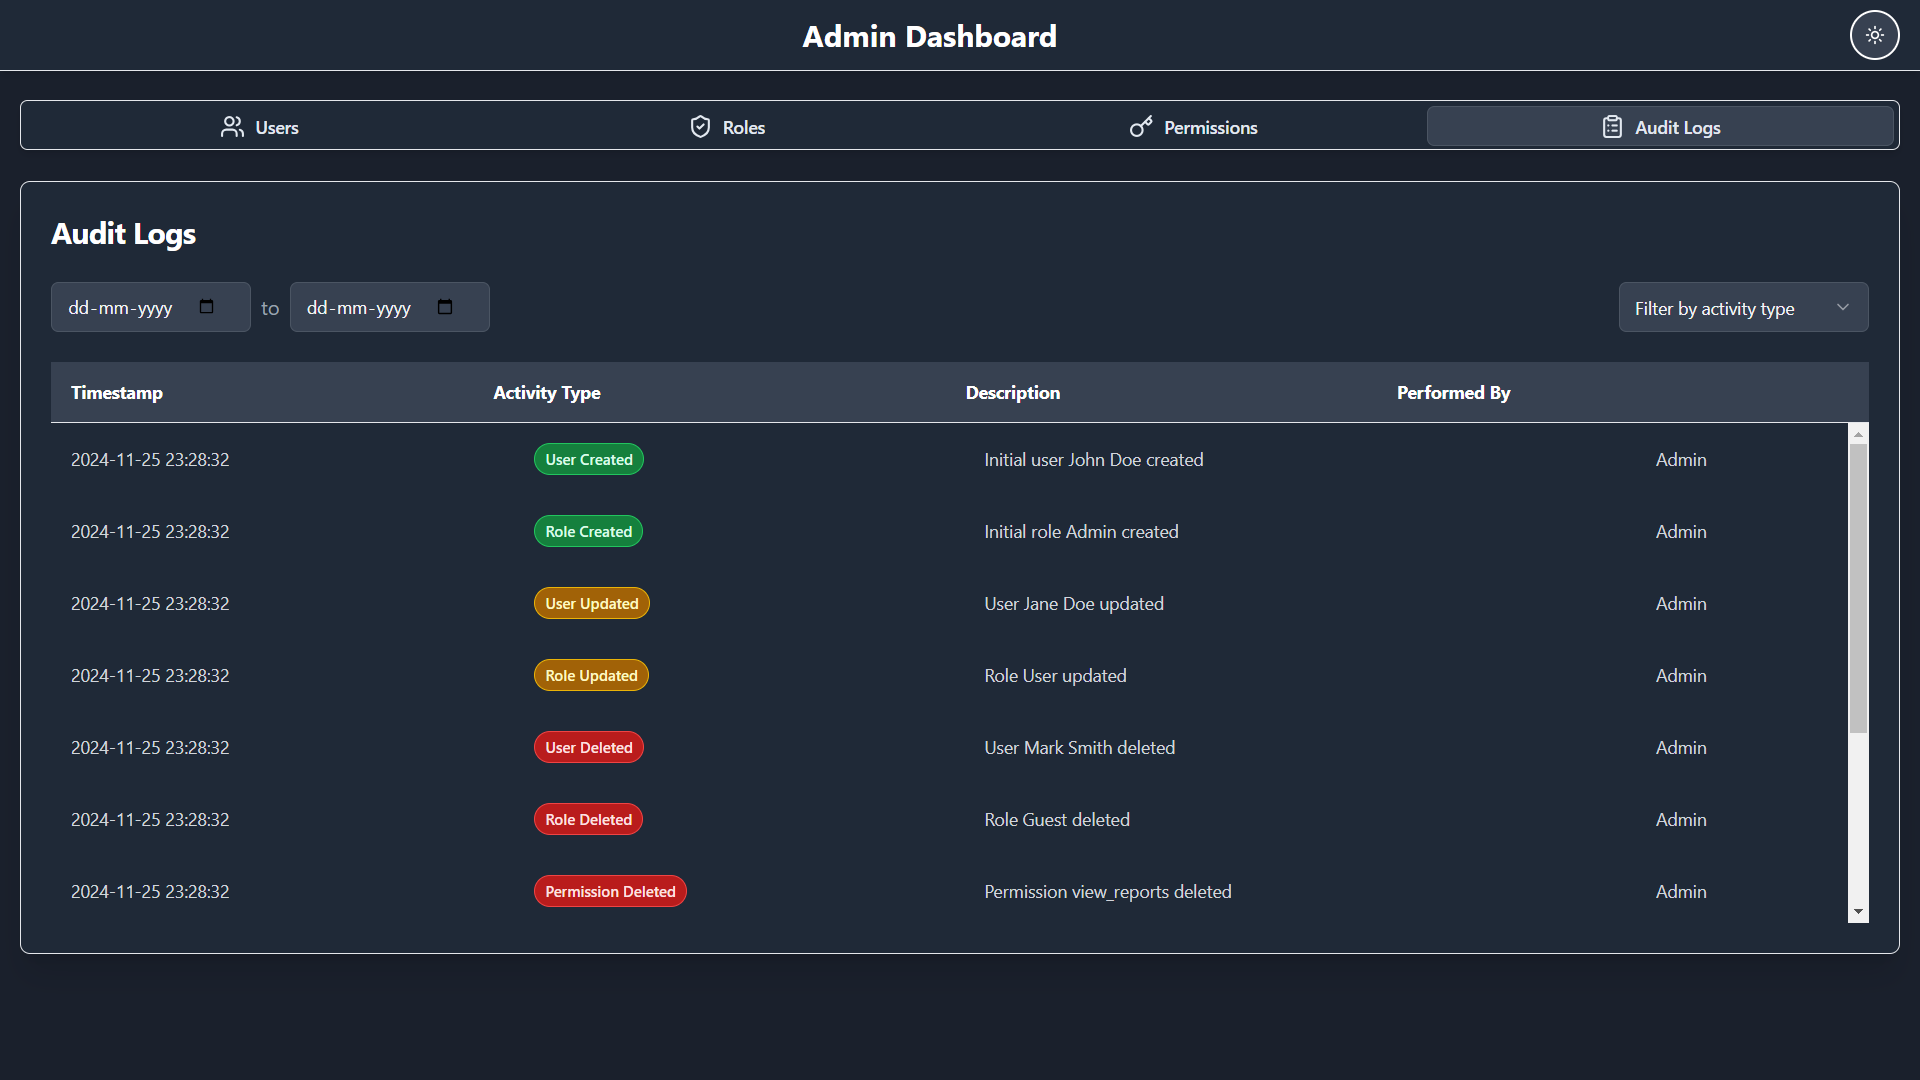 Admin Dashboard
Users Roles Permissions Audit Logs
Audit Logs
dd-mm-yyyy to dd-mm-yyyy Filter by activity type
Timestamp Activity Type Description Performed By
2024-11-25 23:28:32 User Created Initial user John Doe created Admin
2024-11-25 23:28:32 Role Created Initial role Admin created Admin
2024-11-25 23:28:32 User Updated User Jane Doe updated Admin
2024-11-25 23:28:32 Role Updated Role User updated Admin
2024-11-25 23:28:32 User Deleted User Mark Smith deleted Admin
2024-11-25 23:28:32 Role Deleted Role Guest deleted Admin
2024-11-25 23:28:32 Permission Deleted Permission view_reports deleted Admin